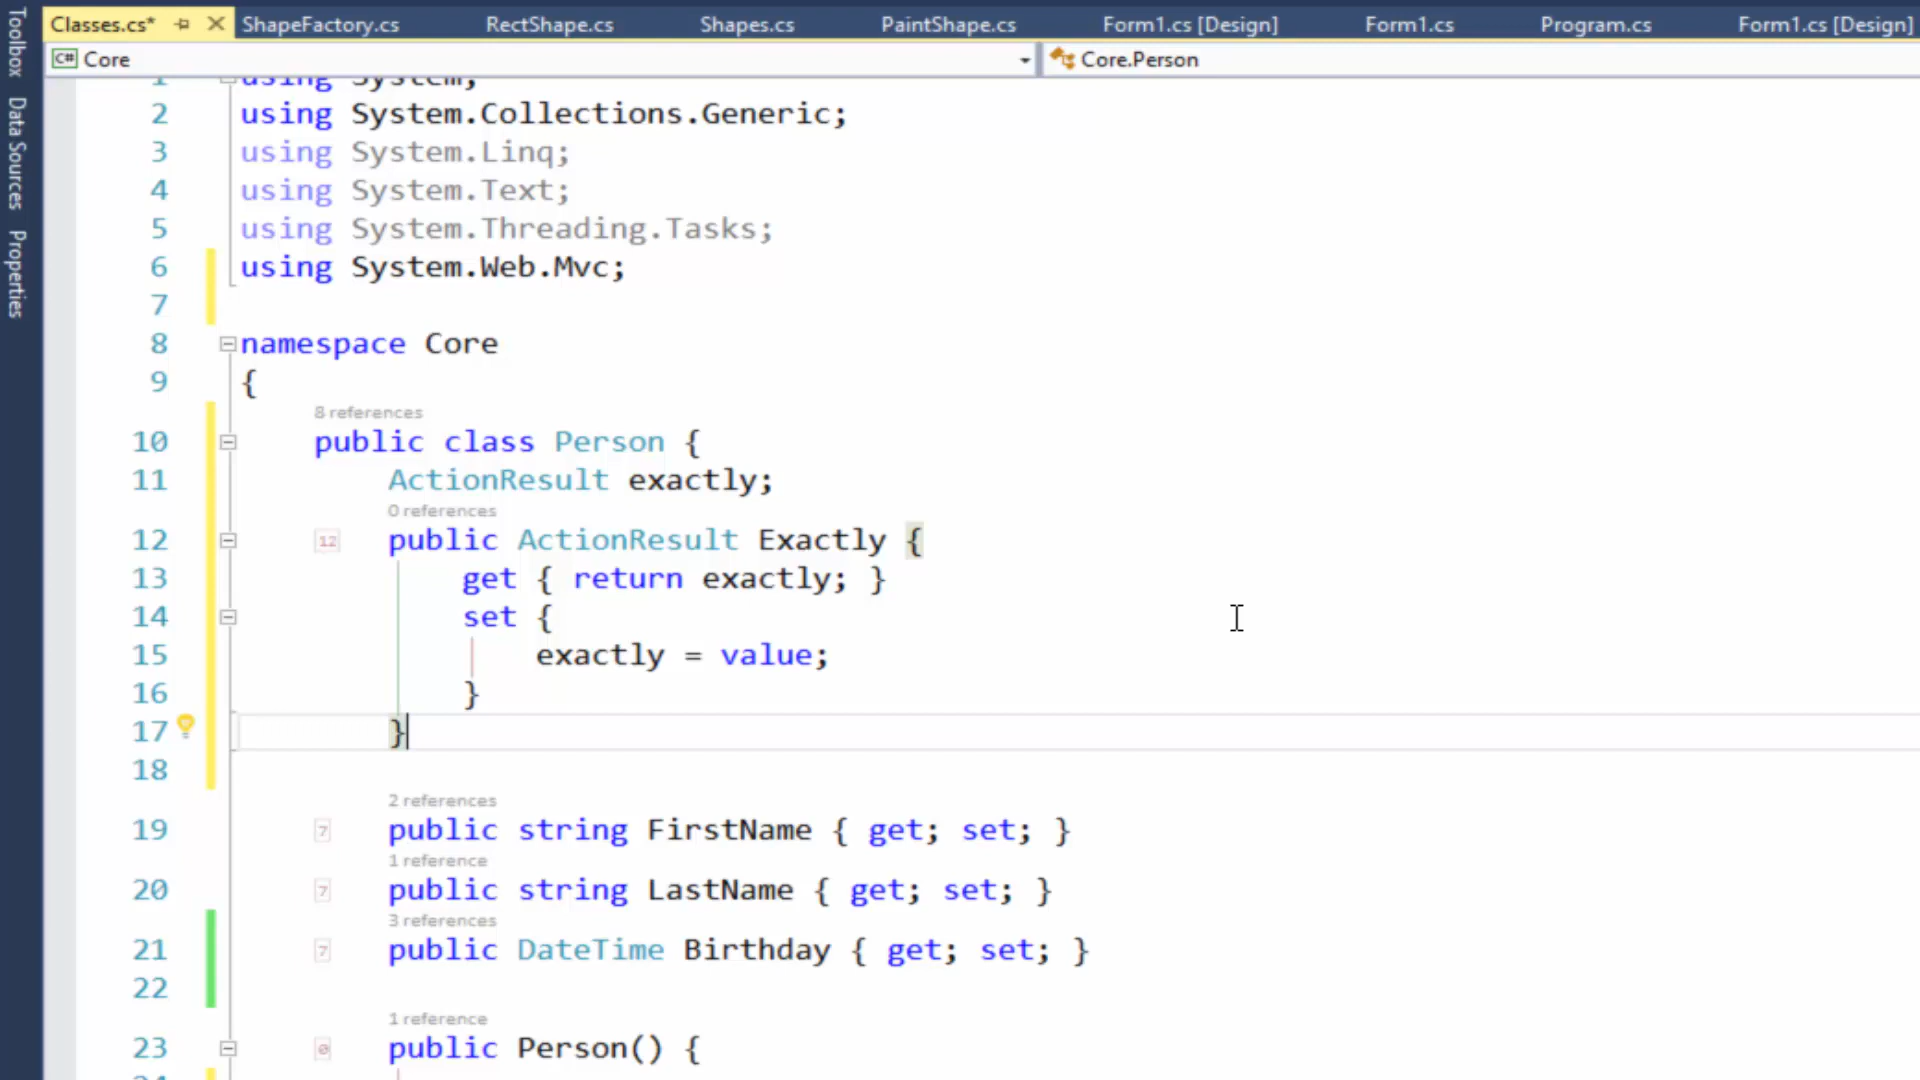 Classes.cs* ShapeFactory.cs RectShape.cs Shapes.cs PaintShape.cs Form1.cs [Design] Form1.cs Program.cs Form1.cs [Design]
Toolbox
Data Sources
Properties
C# Core Core.Person
1 using System;
2 using System.Collections.Generic;
3 using System.Linq;
4 using System.Text;
5 using System.Threading.Tasks;
6 using System.Web.Mvc;
7
8 namespace Core
9 {
8 references
10 public class Person {
11 ActionResult exactly;
0 references
12 12 public ActionResult Exactly {
13 get { return exactly; }
14 set {
15 exactly = value;
16 }
17 }
18
2 references
19 7 public string FirstName { get; set; }
1 reference
20 7 public string LastName { get; set; }
3 references
21 7 public DateTime Birthday { get; set; }
22
1 reference
23 0 public Person() {
24